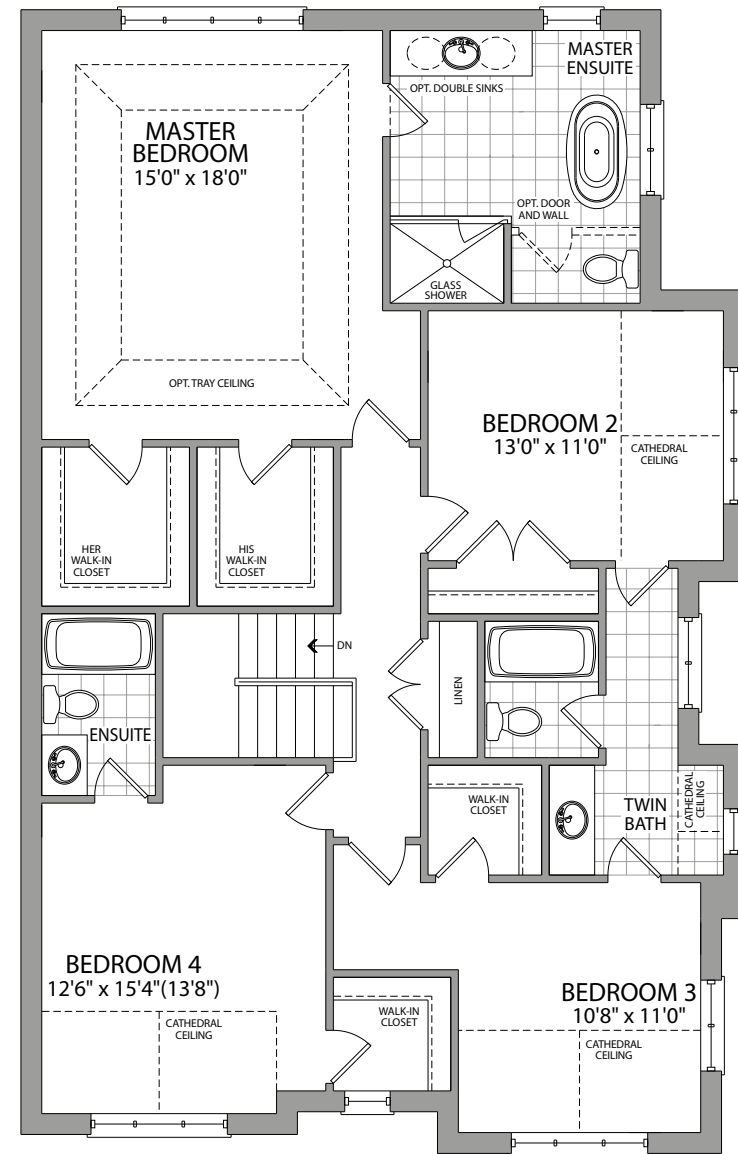 MASTER
BEDROOM
15'0" x 18'0"
OPT. TRAY CEILING
MASTER
ENSUITE
OPT. DOUBLE SINKS
OPT. DOOR
AND WALL
GLASS
SHOWER
BEDROOM 2
13'0" x 11'0"
CATHEDRAL
CEILING
HER
WALK-IN
CLOSET
HIS
WALK-IN
CLOSET
DN
LINEN
ENSUITE
WALK-IN
CLOSET
TWIN
BATH
CATHEDRAL
CEILING
BEDROOM 4
12'6" x 15'4"(13'8")
CATHEDRAL
CEILING
WALK-IN
CLOSET
BEDROOM 3
10'8" x 11'0"
CATHEDRAL
CEILING